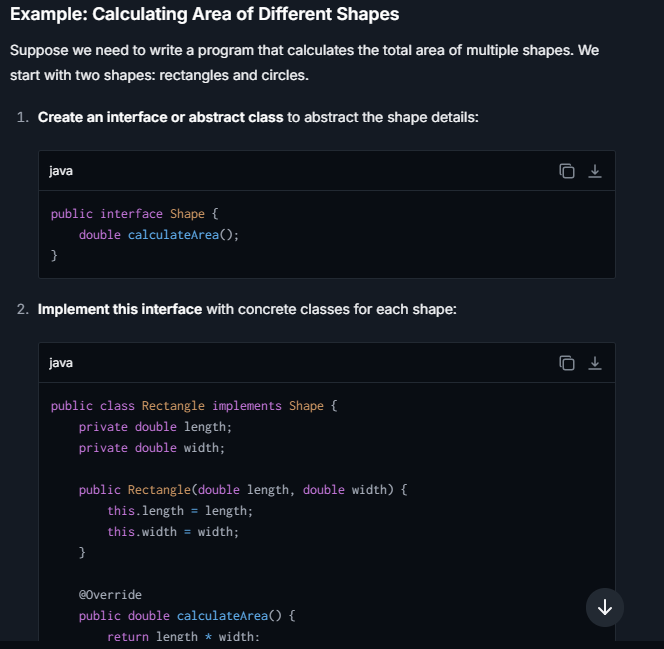 Example: Calculating Area of Different Shapes
Suppose we need to write a program that calculates the total area of multiple shapes. We
start with two shapes: rectangles and circles.
1. Create an interface or abstract class to abstract the shape details:
java
public interface Shape {
    double calculateArea();
}
2. Implement this interface with concrete classes for each shape:
java
public class Rectangle implements Shape {
    private double length;
    private double width;
    public Rectangle(double length, double width) {
        this.length = length;
        this.width = width;
    }
    @Override
    public double calculateArea() {
        return length * width;